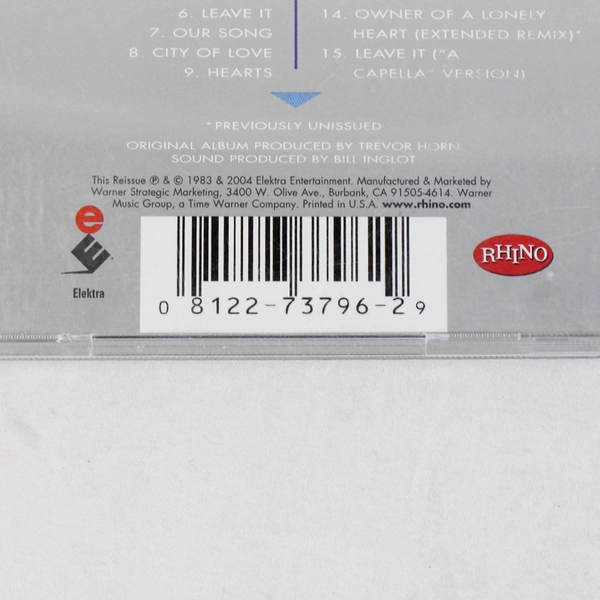 6. LEAVE IT
7. OUR SONG
8. CITY OF LOVE
9. HEARTS
14. OWNER OF A LONELY
HEART (EXTENDED REMIX)*
15. LEAVE IT ("A
CAPELLA" VERSION)
*PREVIOUSLY UNISSUED
ORIGINAL ALBUM PRODUCED BY TREVOR HORN
SOUND PRODUCED BY BILL INGLOT
This Reissue ℗ & © 1983 & 2004 Elektra Entertainment. Manufactured & Marketed by
Warner Strategic Marketing, 3400 W. Olive Ave., Burbank, CA 91505-4614. Warner
Music Group, a Time Warner Company. Printed in U.S.A. www.rhino.com
e
E
Elektra
RHINO
0 8122-73796-2 9